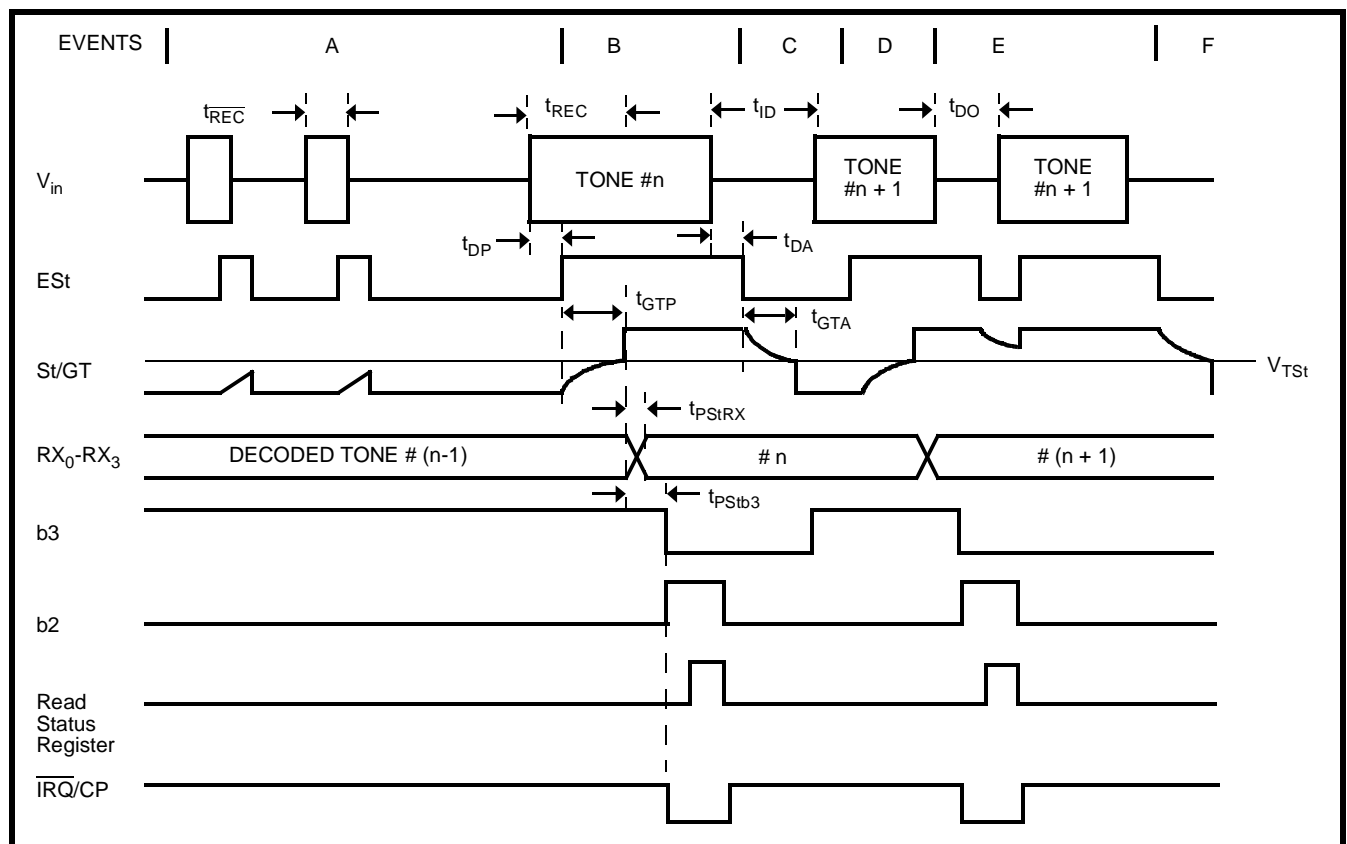 EVENTS A B C D E F
tREC tREC tID tDO
Vin TONE #n TONE #n + 1 TONE #n + 1
tDP tDA
ESt
tGTP tGTA
St/GT VTSt
tPStRX
RX0-RX3 DECODED TONE # (n-1) # n # (n + 1)
tPStb3
b3
b2
Read
Status
Register
IRQ/CP